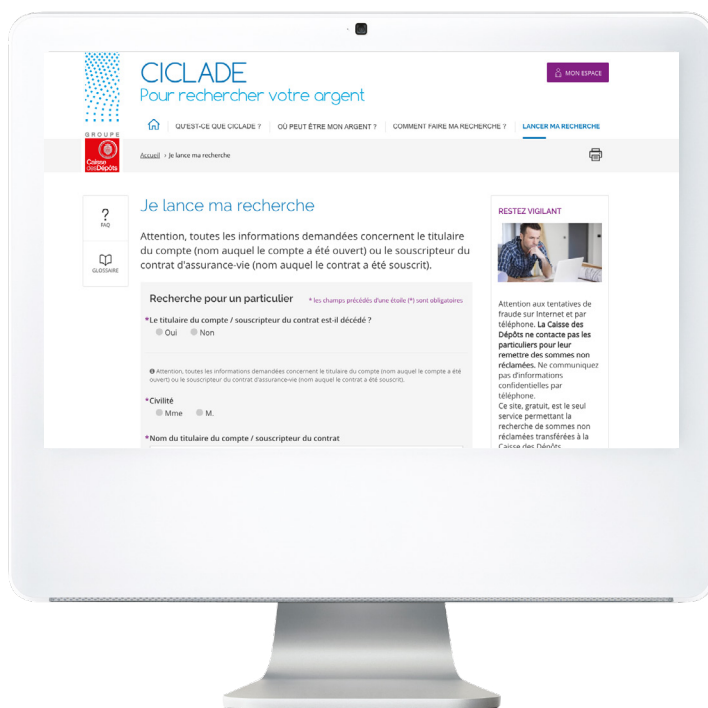 CICLADE
Pour rechercher votre argent
MON ESPACE
GROUPE
Caisse
desDépôts
QU'EST-CE QUE CICLADE ?
OÙ PEUT ÊTRE MON ARGENT ?
COMMENT FAIRE MA RECHERCHE ?
LANCER MA RECHERCHE
Accueil › Je lance ma recherche
?
FAQ
GLOSSAIRE
Je lance ma recherche
Attention, toutes les informations demandées concernent le titulaire
du compte (nom auquel le compte a été ouvert) ou le souscripteur du
contrat d'assurance-vie (nom auquel le contrat a été souscrit).
Recherche pour un particulier
* les champs précédés d'une étoile (*) sont obligatoires
*Le titulaire du compte / souscripteur du contrat est-il décédé ?
Oui Non
Attention, toutes les informations demandées concernent le titulaire du compte (nom auquel le compte a été
ouvert) ou le souscripteur du contrat d'assurance-vie (nom auquel le contrat a été souscrit).
*Civilité
Mme M.
*Nom du titulaire du compte / souscripteur du contrat
RESTEZ VIGILANT
Attention aux tentatives de
fraude sur Internet et par
téléphone. La Caisse des
Dépôts ne contacte pas les
particuliers pour leur
remettre des sommes non
réclamées. Ne communiquez
pas d'informations
confidentielles par
téléphone.
Ce site, gratuit, est le seul
service permettant la
recherche de sommes non
réclamées transférées à la
Caisse des Dépôts